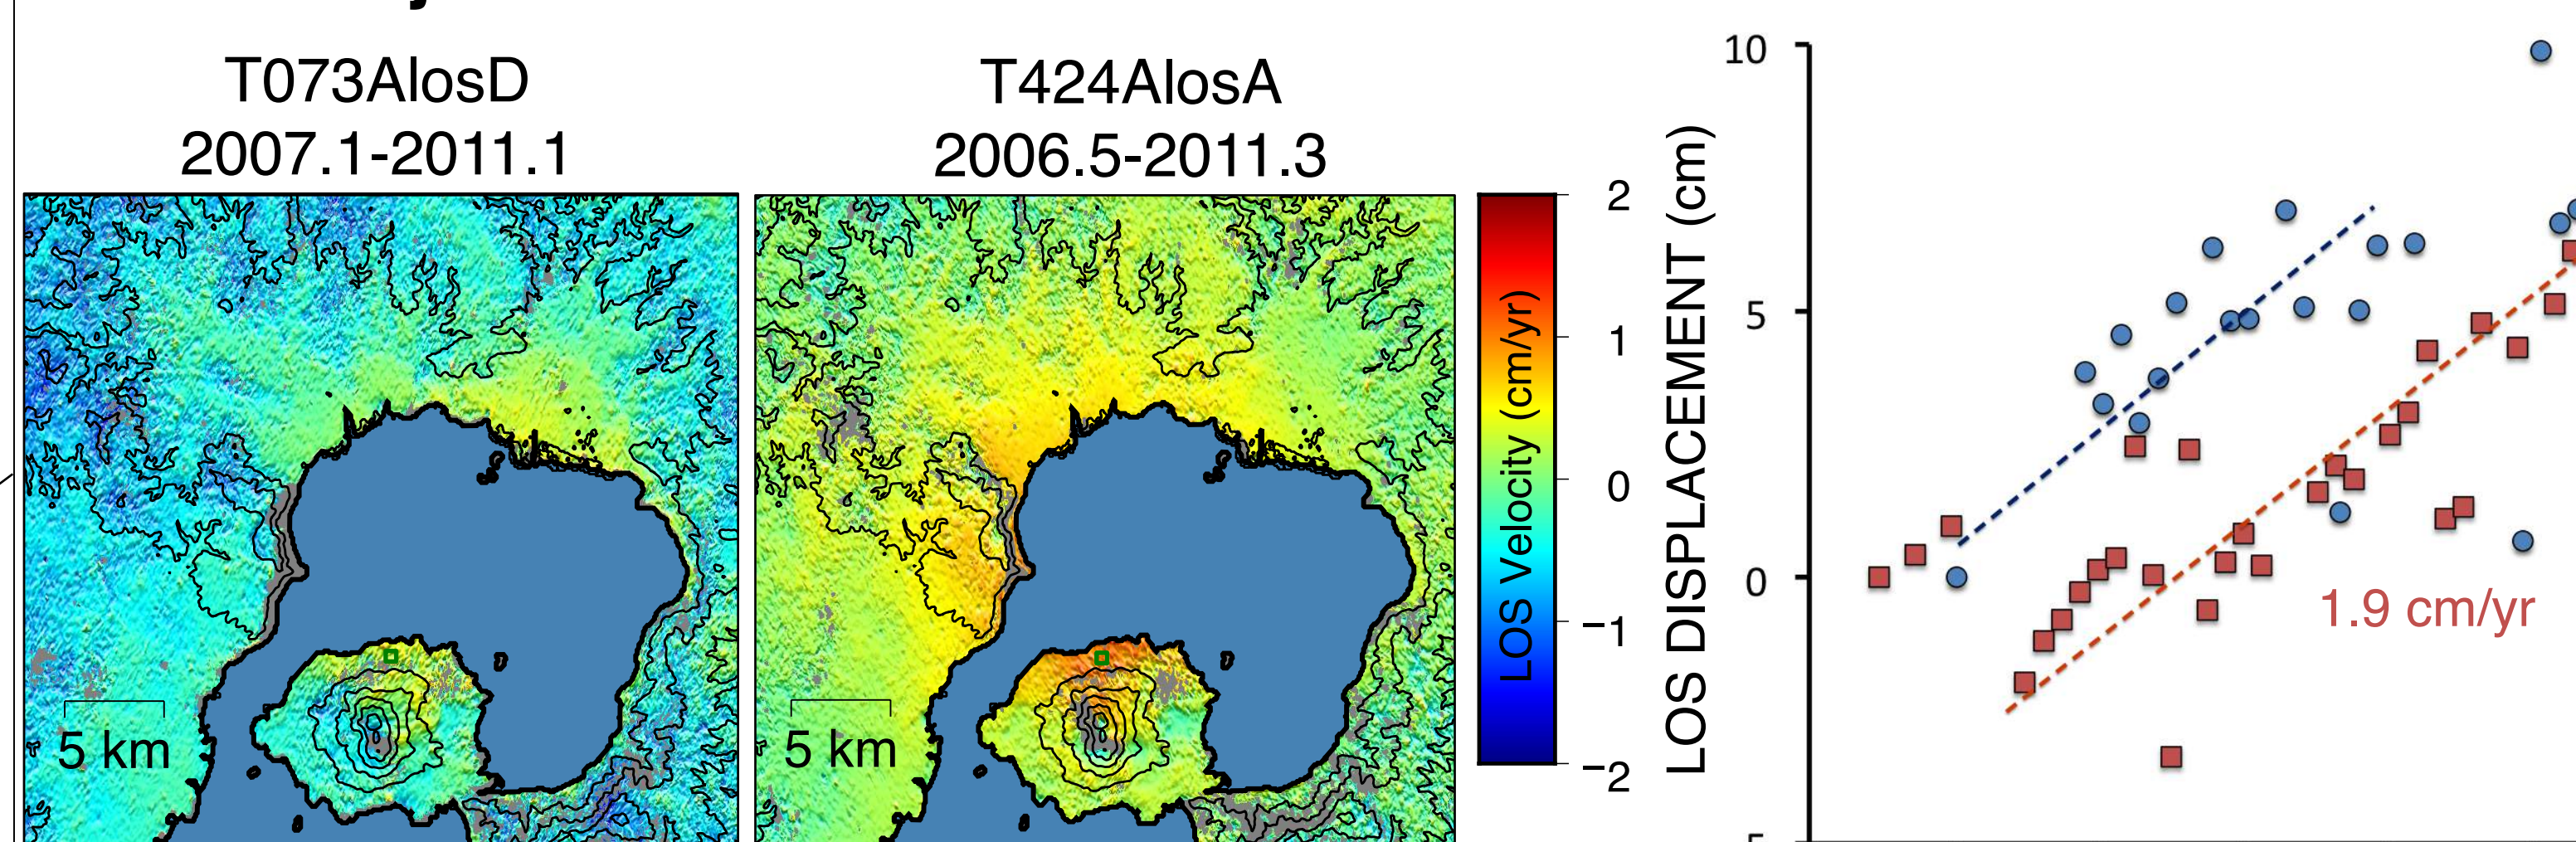 T073AlosD
2007.1-2011.1
5 km
T424AlosA
2006.5-2011.3
5 km
2
1
0
−1
−2
LOS Velocity (cm/yr)
LOS DISPLACEMENT (cm)
10
5
0
1.9 cm/yr